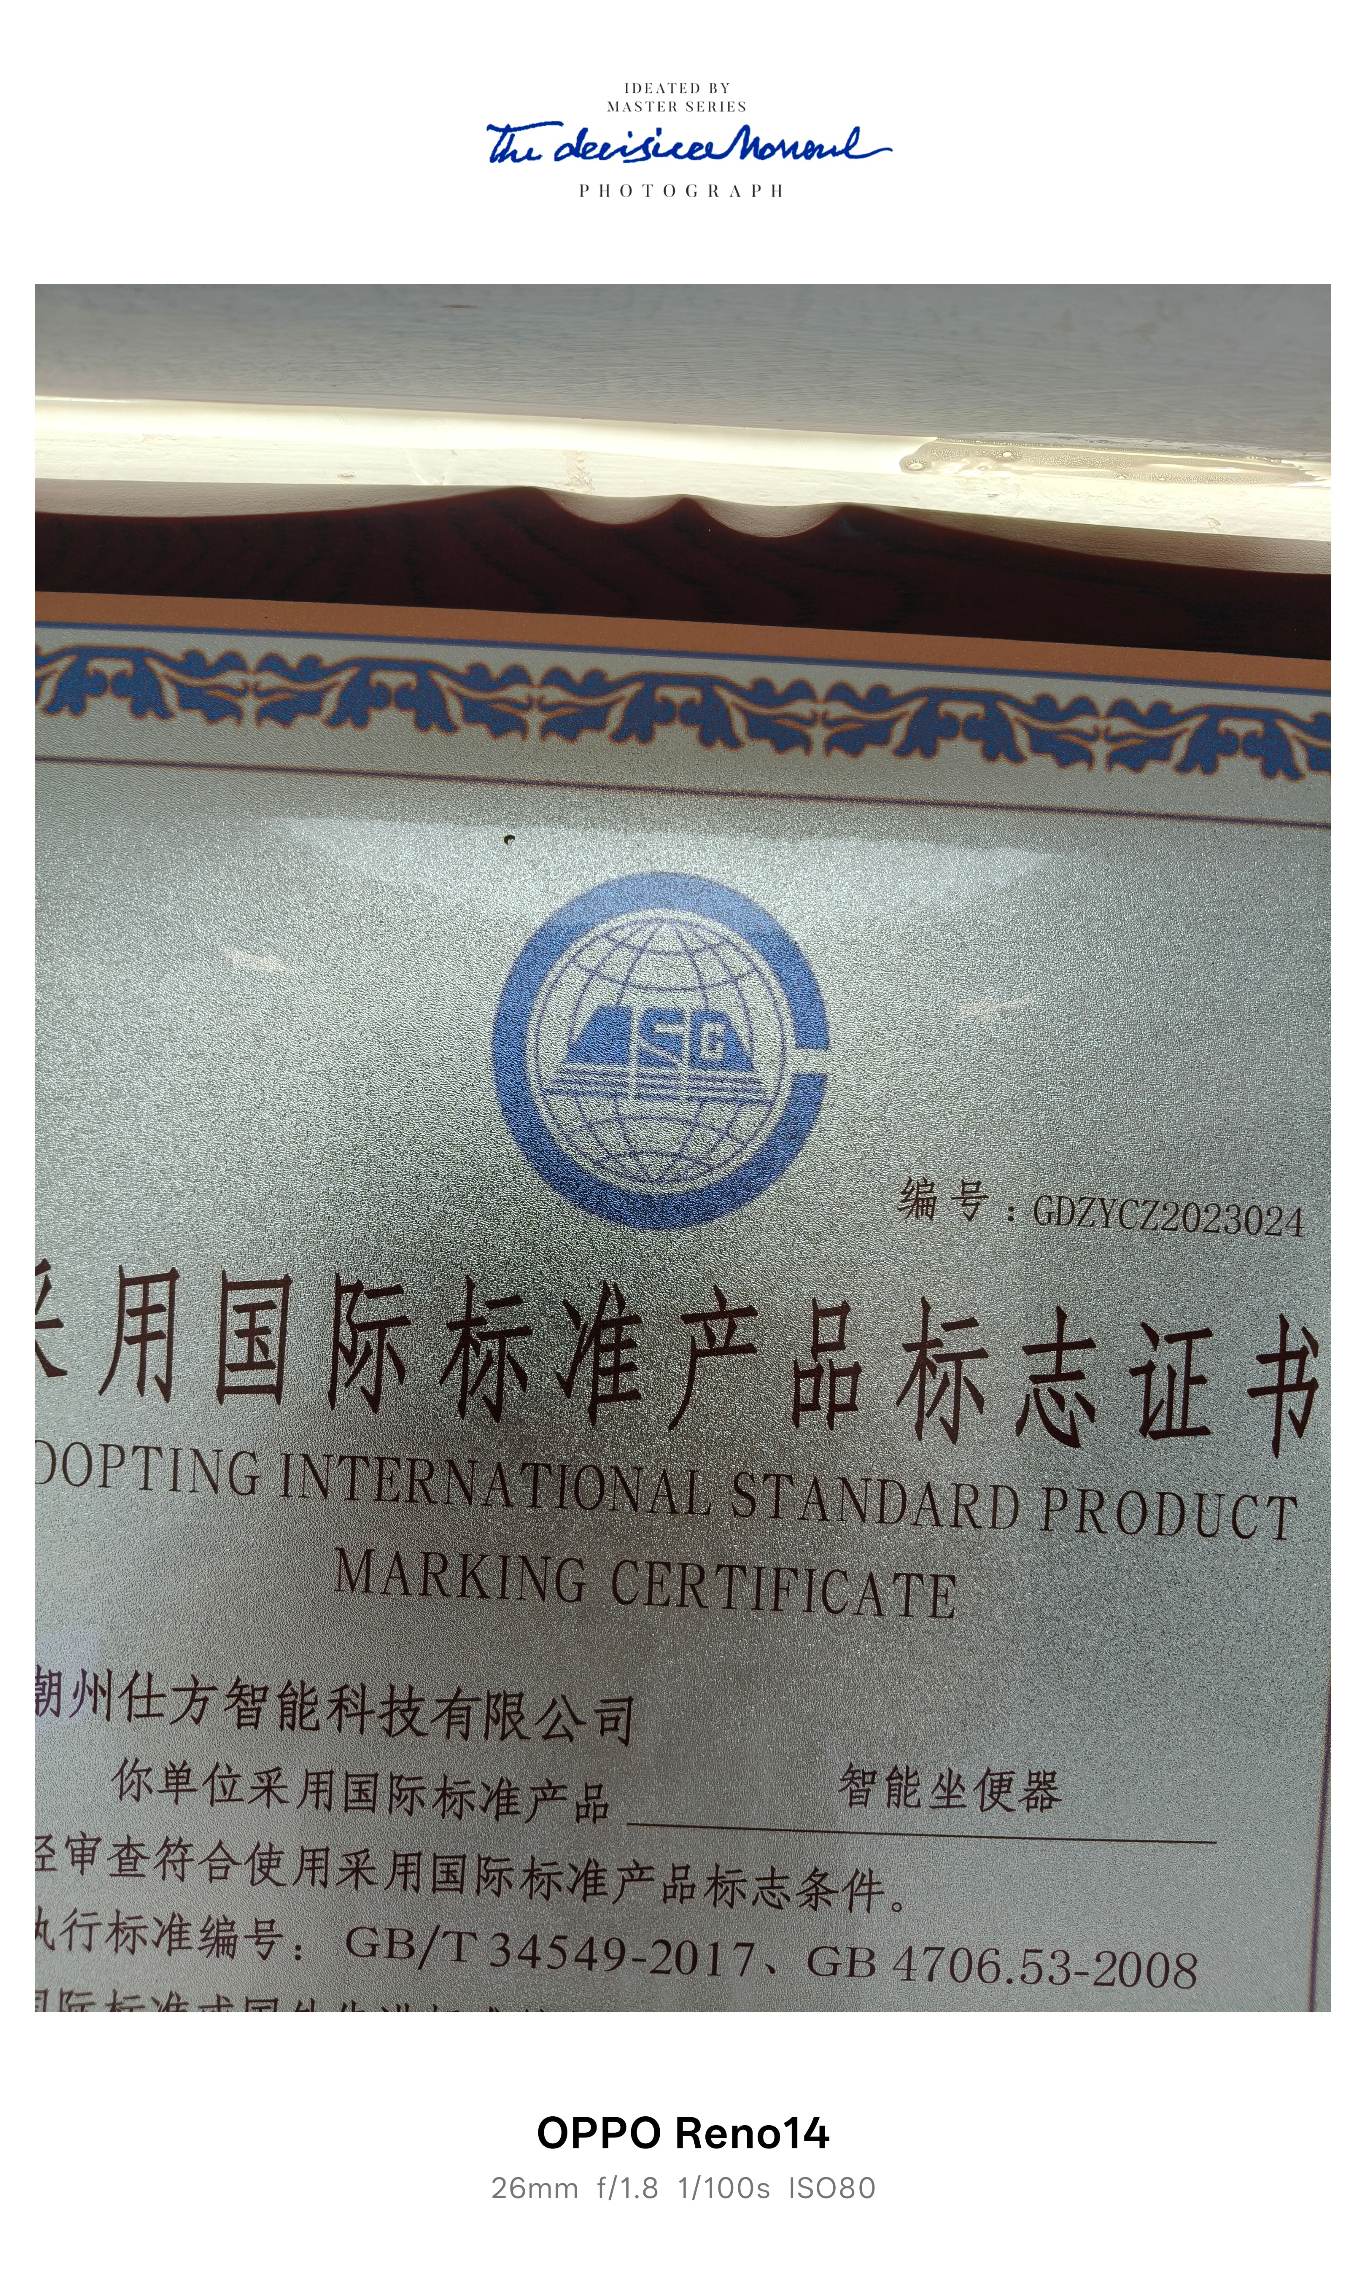 IDEATED BY
MASTER SERIES
The decisive Moment
PHOTOGRAPH
编号：GDZYCZ2023024
采用国际标准产品标志证书
DOPTING INTERNATIONAL STANDARD PRODUCT
MARKING CERTIFICATE
潮州仕方智能科技有限公司
你单位采用国际标准产品 智能坐便器
经审查符合使用采用国际标准产品标志条件。
执行标准编号：GB/T 34549-2017、GB 4706.53-2008
OPPO Reno14
26mm f/1.8 1/100s ISO80